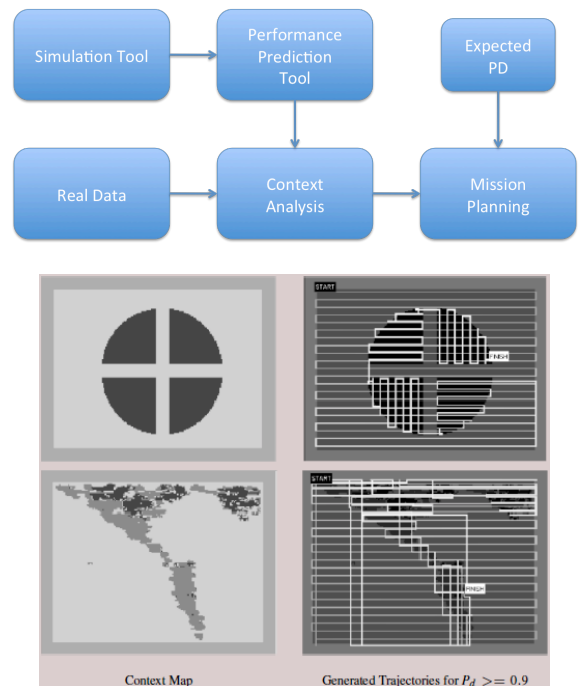 Simulation Tool
Performance
Prediction
Tool
Expected
PD
Real Data
Context
Analysis
Mission
Planning
START
FINISH
START
FINISH
Context Map
Generated Trajectories for P_d >= 0.9